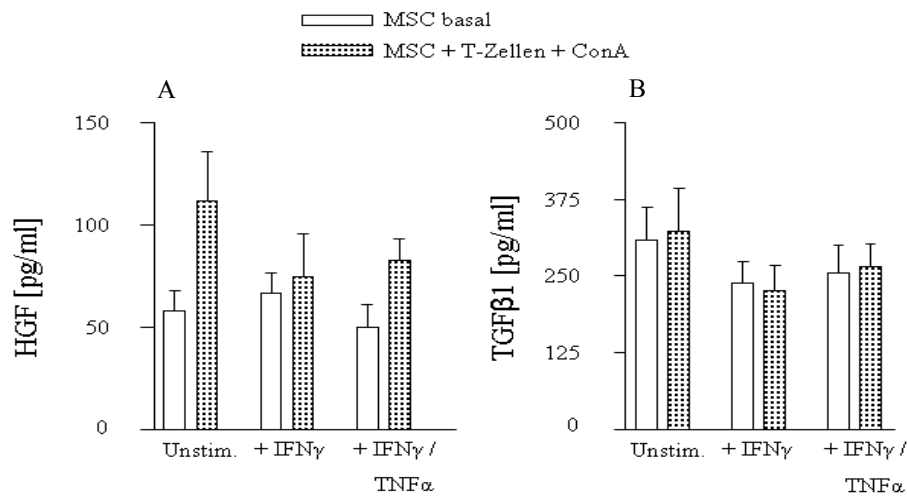 MSC basal
MSC + T-Zellen + ConA
A
150
100
50
0
HGF [pg/ml]
Unstim.
+ IFNγ
+ IFNγ /
TNFα
B
500
375
250
125
0
TGFβ1 [pg/ml]
Unstim.
+ IFNγ
+ IFNγ /
TNFα